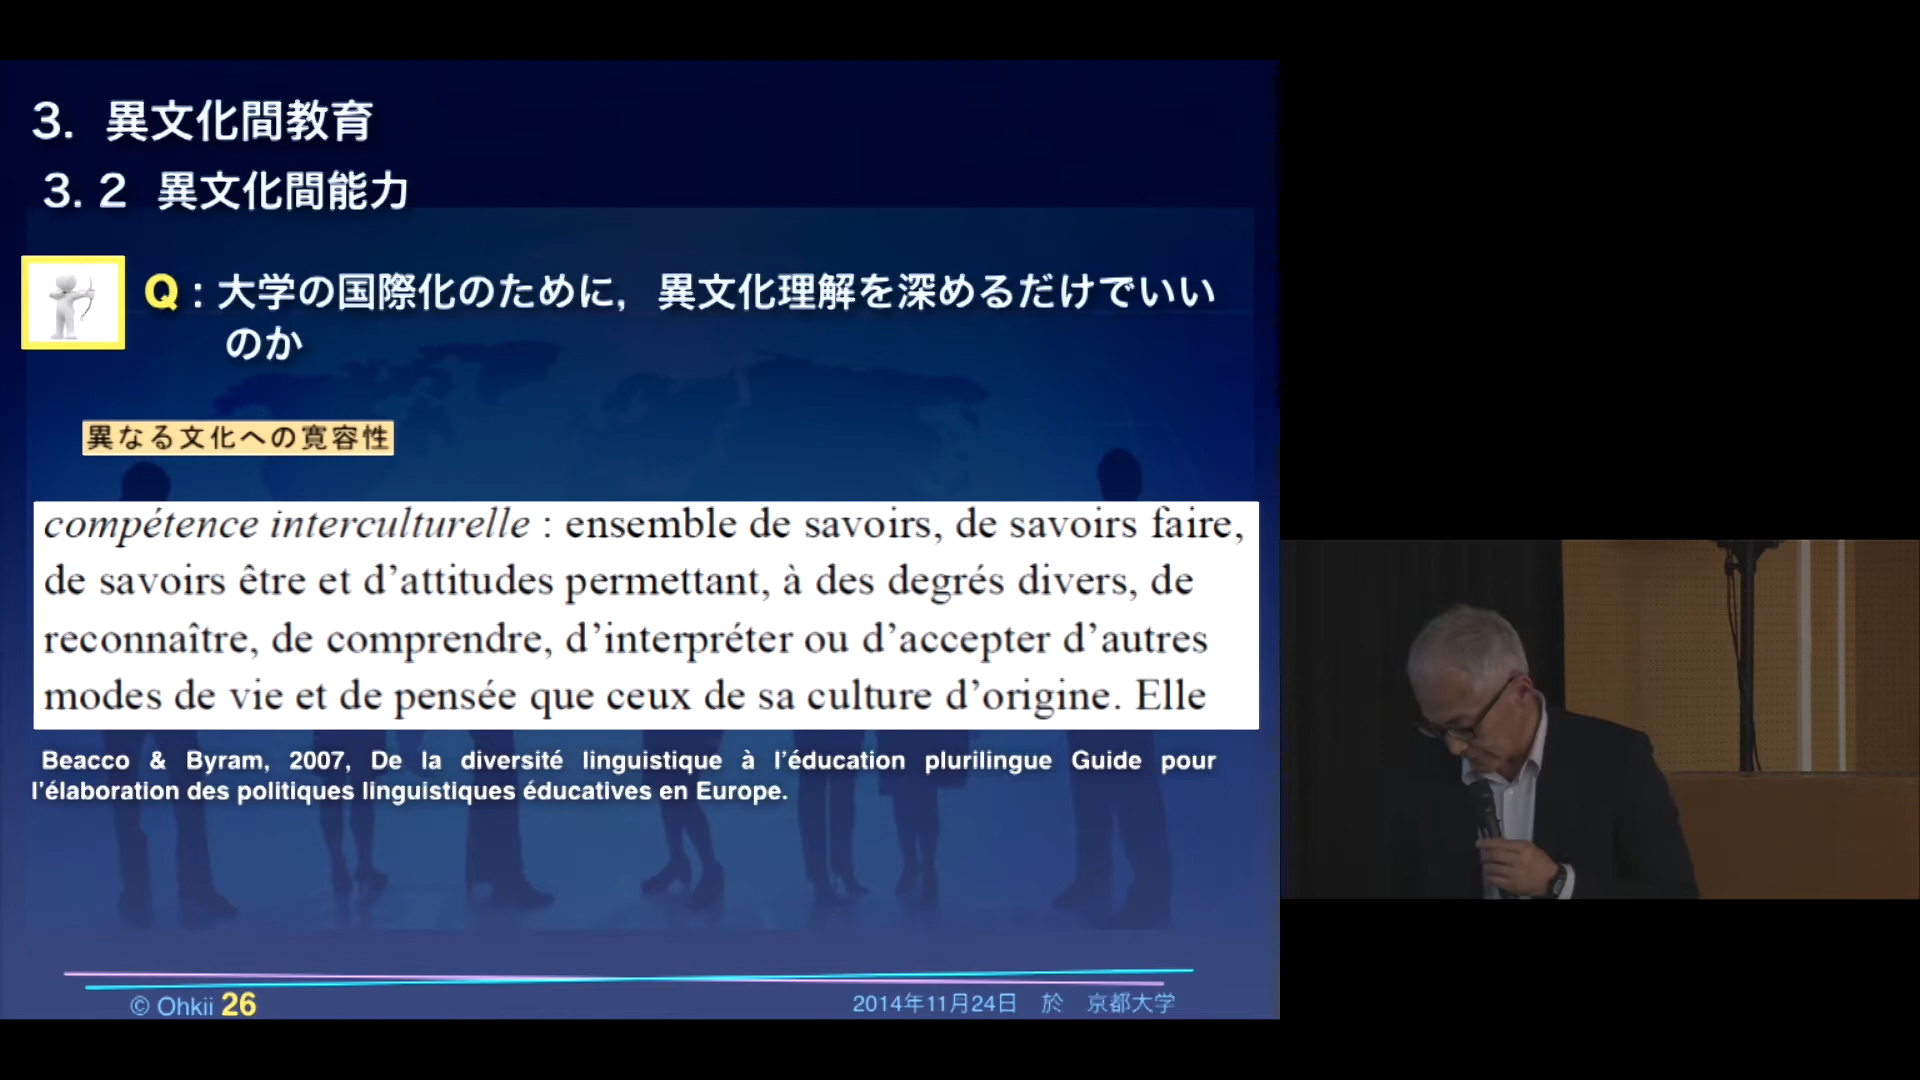 3. 異文化間教育
3. 2 異文化間能力
Q : 大学の国際化のために, 異文化理解を深めるだけでいい
のか
異なる文化への寛容性
compétence interculturelle : ensemble de savoirs, de savoirs faire,
de savoirs être et d’attitudes permettant, à des degrés divers, de
reconnaître, de comprendre, d’interpréter ou d’accepter d’autres
modes de vie et de pensée que ceux de sa culture d’origine. Elle
Beacco & Byram, 2007, De la diversité linguistique à l’éducation plurilingue Guide pour
l’élaboration des politiques linguistiques éducatives en Europe.
© Ohkii 26
2014年11月24日 於 京都大学